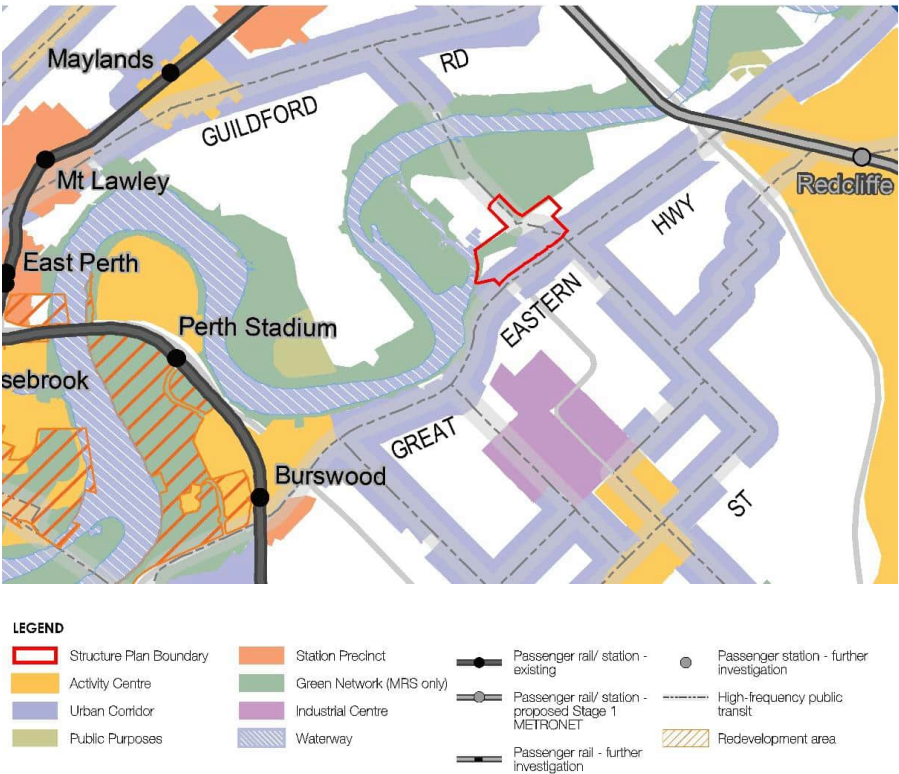 Maylands
RD
GUILDFORD
Mt Lawley
Redcliffe
HWY
East Perth
EASTERN
Perth Stadium
sebrook
GREAT
Burswood
ST
LEGEND
Structure Plan Boundary
Activity Centre
Urban Corridor
Public Purposes
Station Precinct
Green Network (MRS only)
Industrial Centre
Waterway
Passenger rail/ station -
existing
Passenger rail/ station -
proposed Stage 1
METRONET
Passenger rail - further
investigation
Passenger station - further
investigation
High-frequency public
transit
Redevelopment area